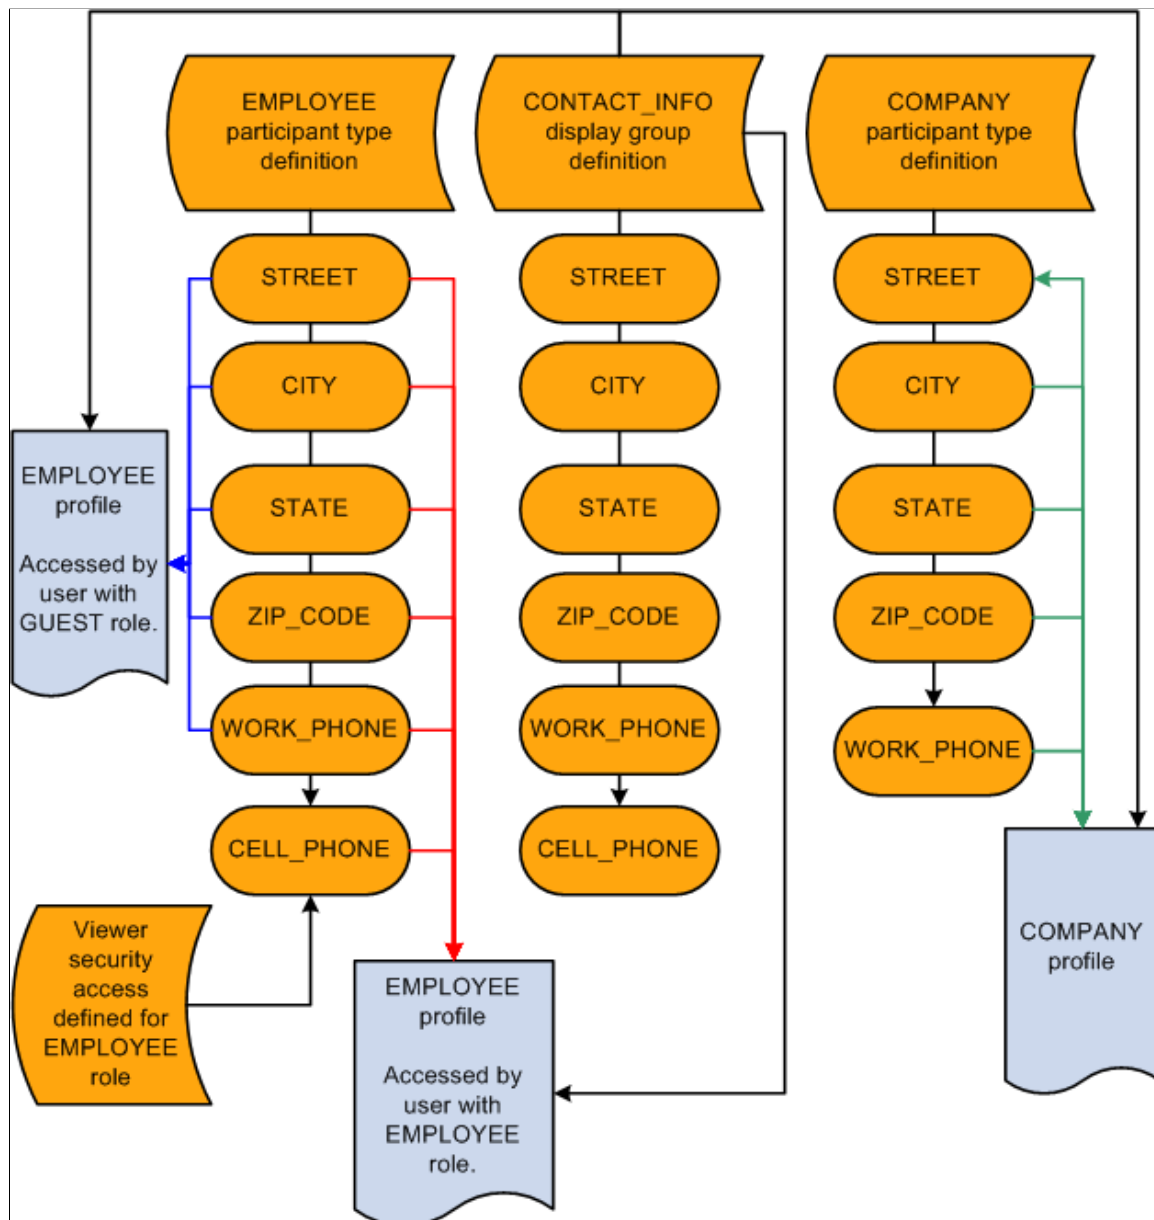 EMPLOYEE
participant type
definition
CONTACT_INFO
display group
definition
COMPANY
participant type
definition
STREET
STREET
STREET
CITY
CITY
CITY
EMPLOYEE
profile
Accessed by
user with
GUEST role.
STATE
STATE
STATE
ZIP_CODE
ZIP_CODE
ZIP_CODE
WORK_PHONE
WORK_PHONE
WORK_PHONE
CELL_PHONE
CELL_PHONE
Viewer
security
access
defined for
EMPLOYEE
role
EMPLOYEE
profile
Accessed by
user with
EMPLOYEE
role.
COMPANY
profile